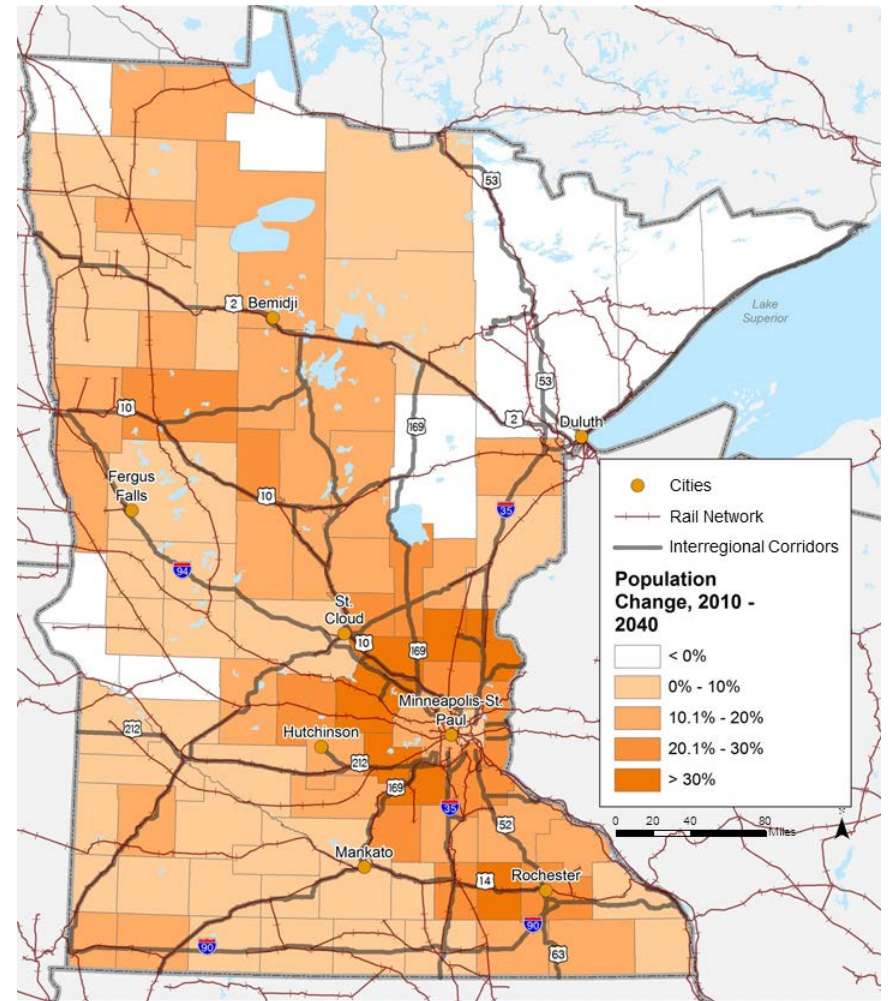 53
Lake
Superior
2
Bemidji
53
10
169
2
Duluth
Fergus
Falls
10
35
94
St.
Cloud
10
169
Minneapolis-St.
Paul
212
Hutchinson
212
169
35
52
Mankato
14
Rochester
90
90
63
Cities
Rail Network
Interregional Corridors
Population
Change, 2010 -
2040
< 0%
0% - 10%
10.1% - 20%
20.1% - 30%
> 30%
0 20 40 80
Miles